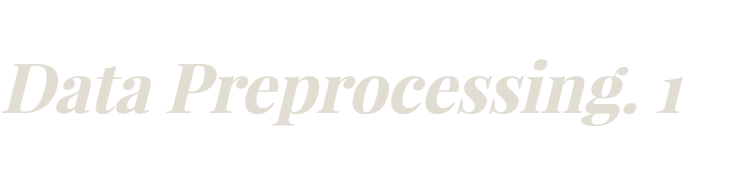 Data Preprocessing. 1